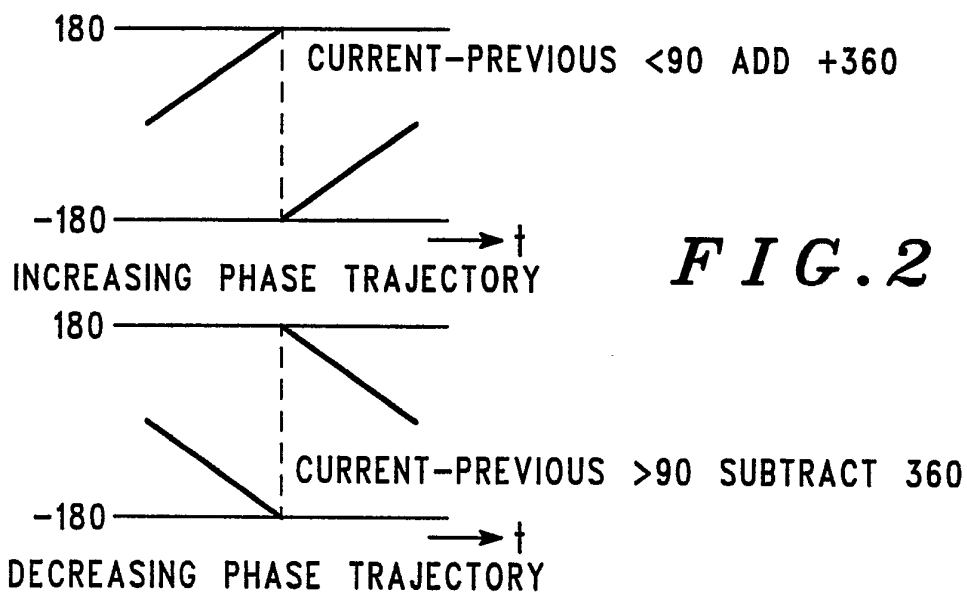 180
CURRENT-PREVIOUS <90 ADD +360
-180
t
INCREASING PHASE TRAJECTORY
FIG.2
180
CURRENT-PREVIOUS >90 SUBTRACT 360
-180
t
DECREASING PHASE TRAJECTORY